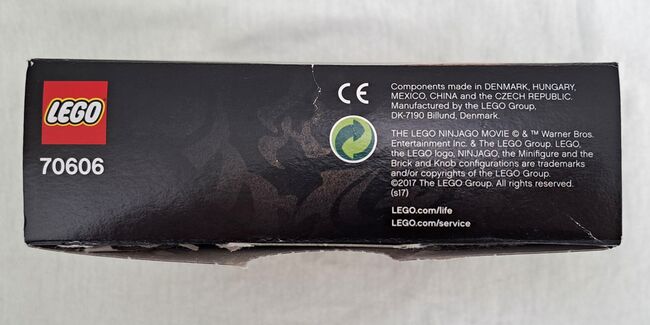 LEGO
70606
CE
Components made in DENMARK, HUNGARY,
MEXICO, CHINA and the CZECH REPUBLIC.
Manufactured by the LEGO Group,
DK-7190 Billund, Denmark.
THE LEGO NINJAGO MOVIE © & ™ Warner Bros.
Entertainment Inc. & The LEGO Group. LEGO,
the LEGO logo, NINJAGO, the Minifigure and the
Brick and Knob configurations are trademarks
and/or copyrights of the LEGO Group.
©2017 The LEGO Group. All rights reserved.
(s17)
LEGO.com/life
LEGO.com/service